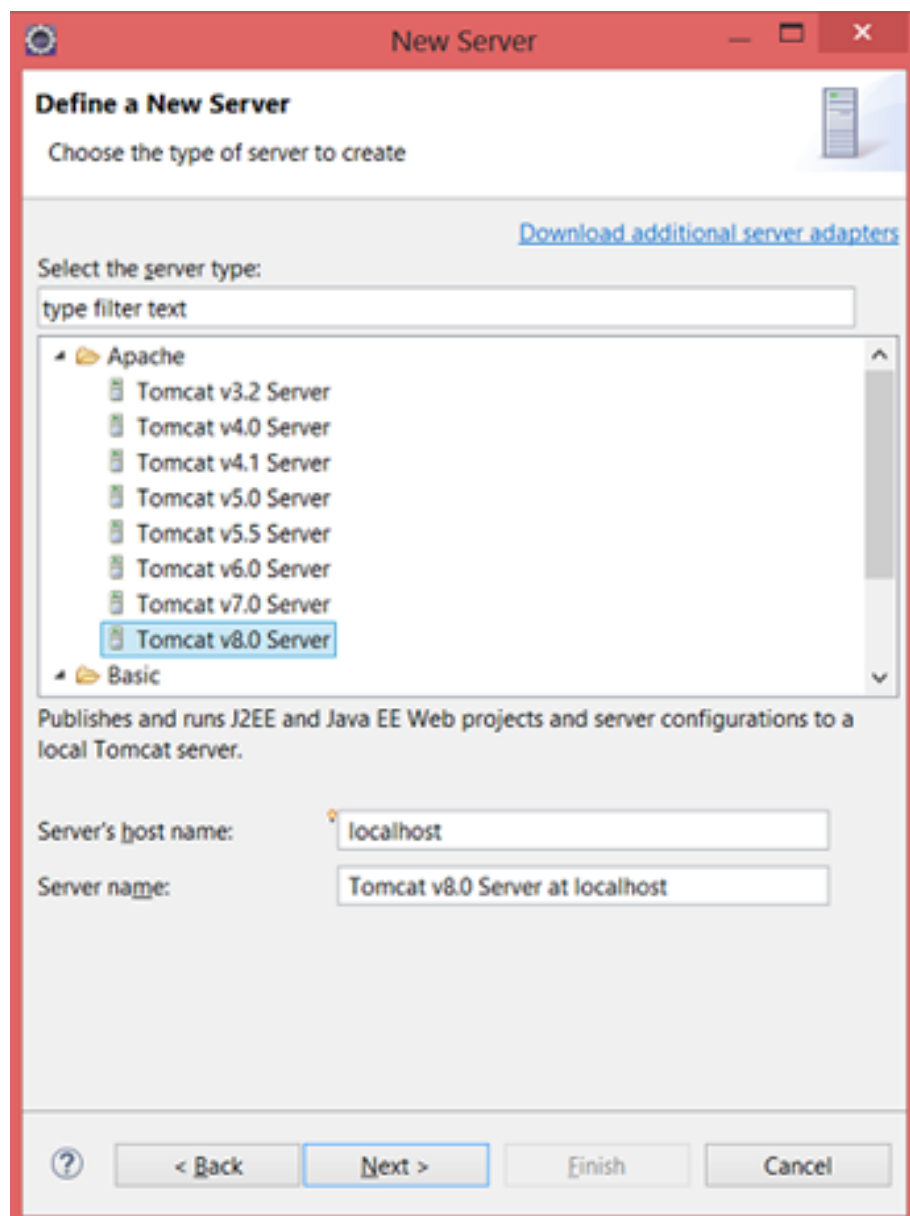 New Server
Define a New Server
Choose the type of server to create
Download additional server adapters
Select the server type:
type filter text
Apache
Tomcat v3.2 Server
Tomcat v4.0 Server
Tomcat v4.1 Server
Tomcat v5.0 Server
Tomcat v5.5 Server
Tomcat v6.0 Server
Tomcat v7.0 Server
Tomcat v8.0 Server
Basic
Publishes and runs J2EE and Java EE Web projects and server configurations to a
local Tomcat server.
Server's host name: localhost
Server name: Tomcat v8.0 Server at localhost
? < Back Next > Finish Cancel